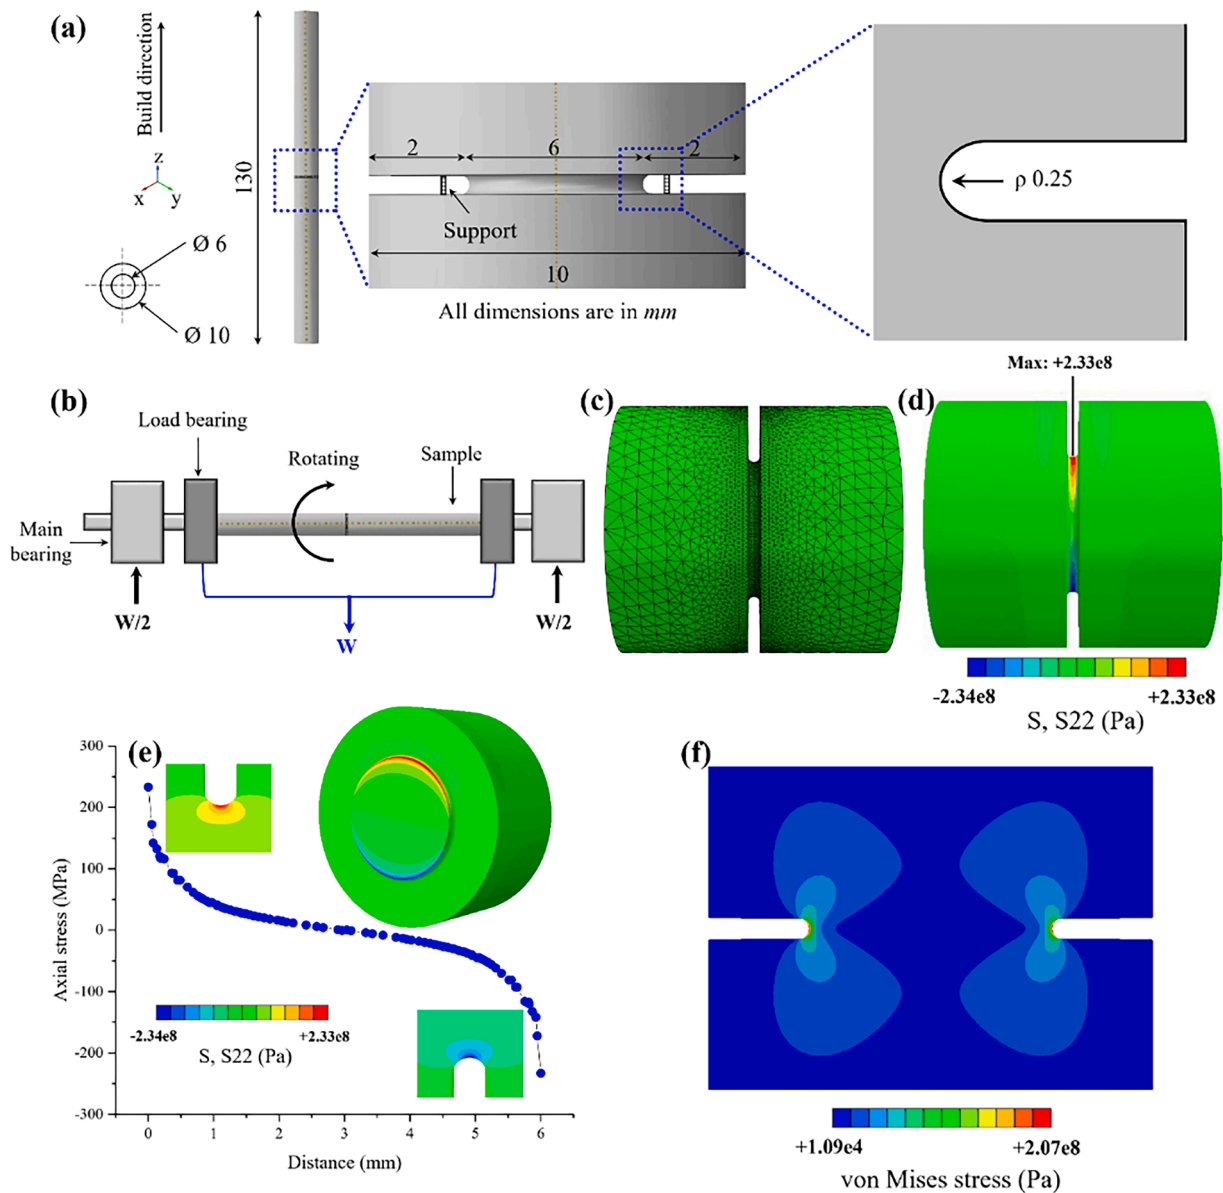 (a)
Build direction
z
x
y
130
Ø 6
Ø 10
2
6
2
Support
10
All dimensions are in mm
ρ 0.25
(b)
Load bearing
Rotating
Sample
Main
bearing
W/2
W
W/2
(c)
(d)
Max: +2.33e8
-2.34e8
+2.33e8
S, S22 (Pa)
(e)
Axial stress (MPa)
300
200
100
0
-100
-200
-300
0
1
2
3
4
5
6
Distance (mm)
-2.34e8
+2.33e8
S, S22 (Pa)
(f)
+1.09e4
+2.07e8
von Mises stress (Pa)